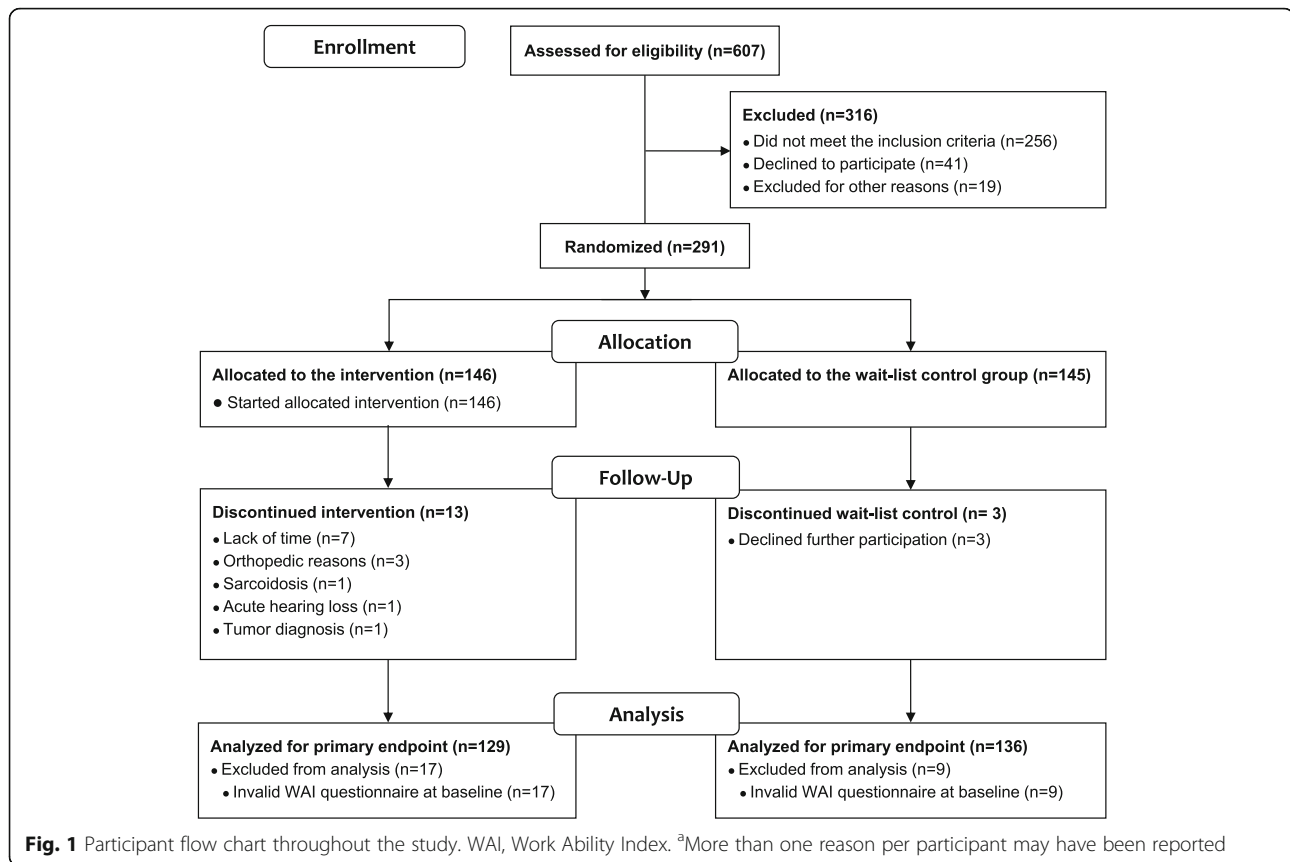 Enrollment
Assessed for eligibility (n=607)
Excluded (n=316)
• Did not meet the inclusion criteria (n=256)
• Declined to participate (n=41)
• Excluded for other reasons (n=19)
Randomized (n=291)
Allocation
Allocated to the intervention (n=146)
• Started allocated intervention (n=146)
Allocated to the wait-list control group (n=145)
Follow-Up
Discontinued intervention (n=13)
• Lack of time (n=7)
• Orthopedic reasons (n=3)
• Sarcoidosis (n=1)
• Acute hearing loss (n=1)
• Tumor diagnosis (n=1)
Discontinued wait-list control (n= 3)
• Declined further participation (n=3)
Analysis
Analyzed for primary endpoint (n=129)
• Excluded from analysis (n=17)
• Invalid WAI questionnaire at baseline (n=17)
Analyzed for primary endpoint (n=136)
• Excluded from analysis (n=9)
• Invalid WAI questionnaire at baseline (n=9)
Fig. 1 Participant flow chart throughout the study. WAI, Work Ability Index. ᵃMore than one reason per participant may have been reported